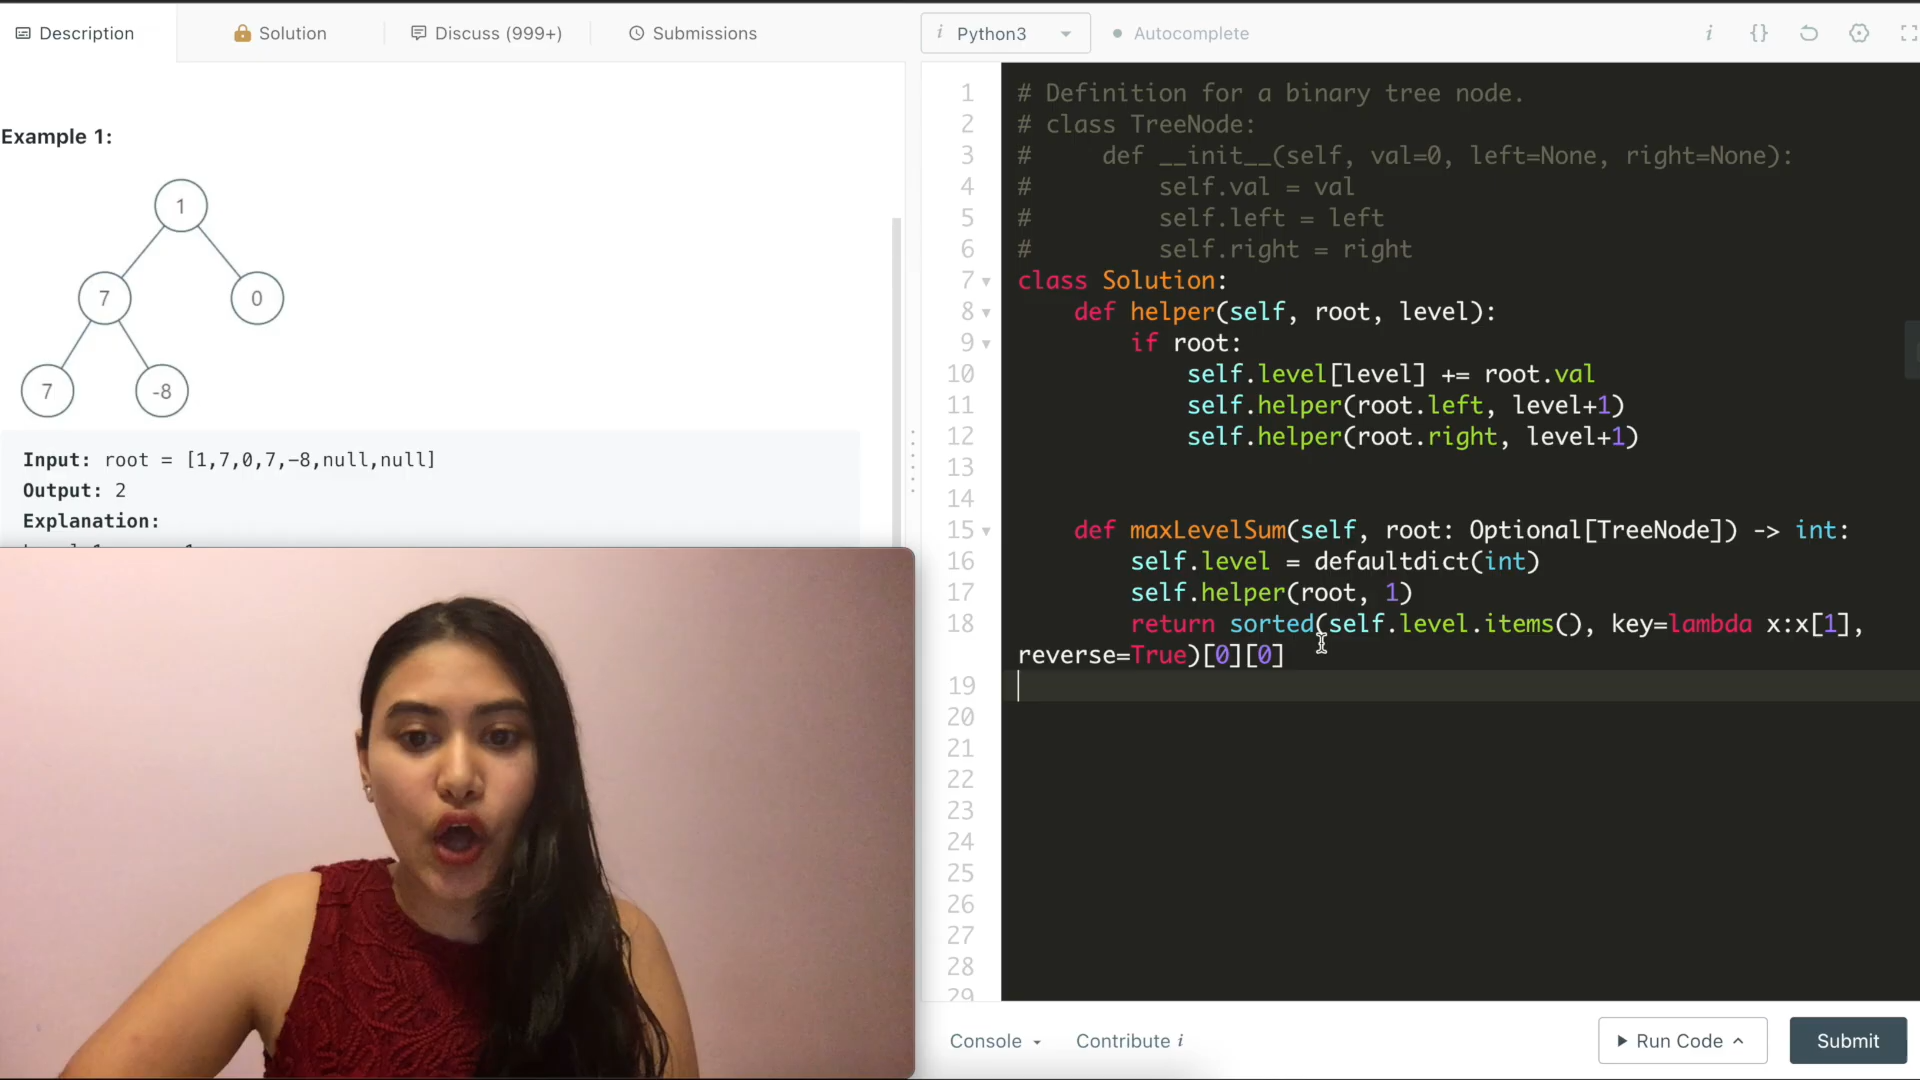 Description
Solution
Discuss (999+)
Submissions
Example 1:
1
7
0
7
-8
Input: root = [1,7,0,7,-8,null,null]
Output: 2
Explanation:
i Python3
Autocomplete
i {}
1 # Definition for a binary tree node.
2 # class TreeNode:
3 #     def __init__(self, val=0, left=None, right=None):
4 #         self.val = val
5 #         self.left = left
6 #         self.right = right
7 class Solution:
8     def helper(self, root, level):
9         if root:
10             self.level[level] += root.val
11             self.helper(root.left, level+1)
12             self.helper(root.right, level+1)
13
14
15     def maxLevelSum(self, root: Optional[TreeNode]) -> int:
16         self.level = defaultdict(int)
17         self.helper(root, 1)
18         return sorted(self.level.items(), key=lambda x:x[1],
reverse=True)[0][0]
19
20
21
22
23
24
25
26
27
28
29
Console
Contribute i
Run Code
Submit